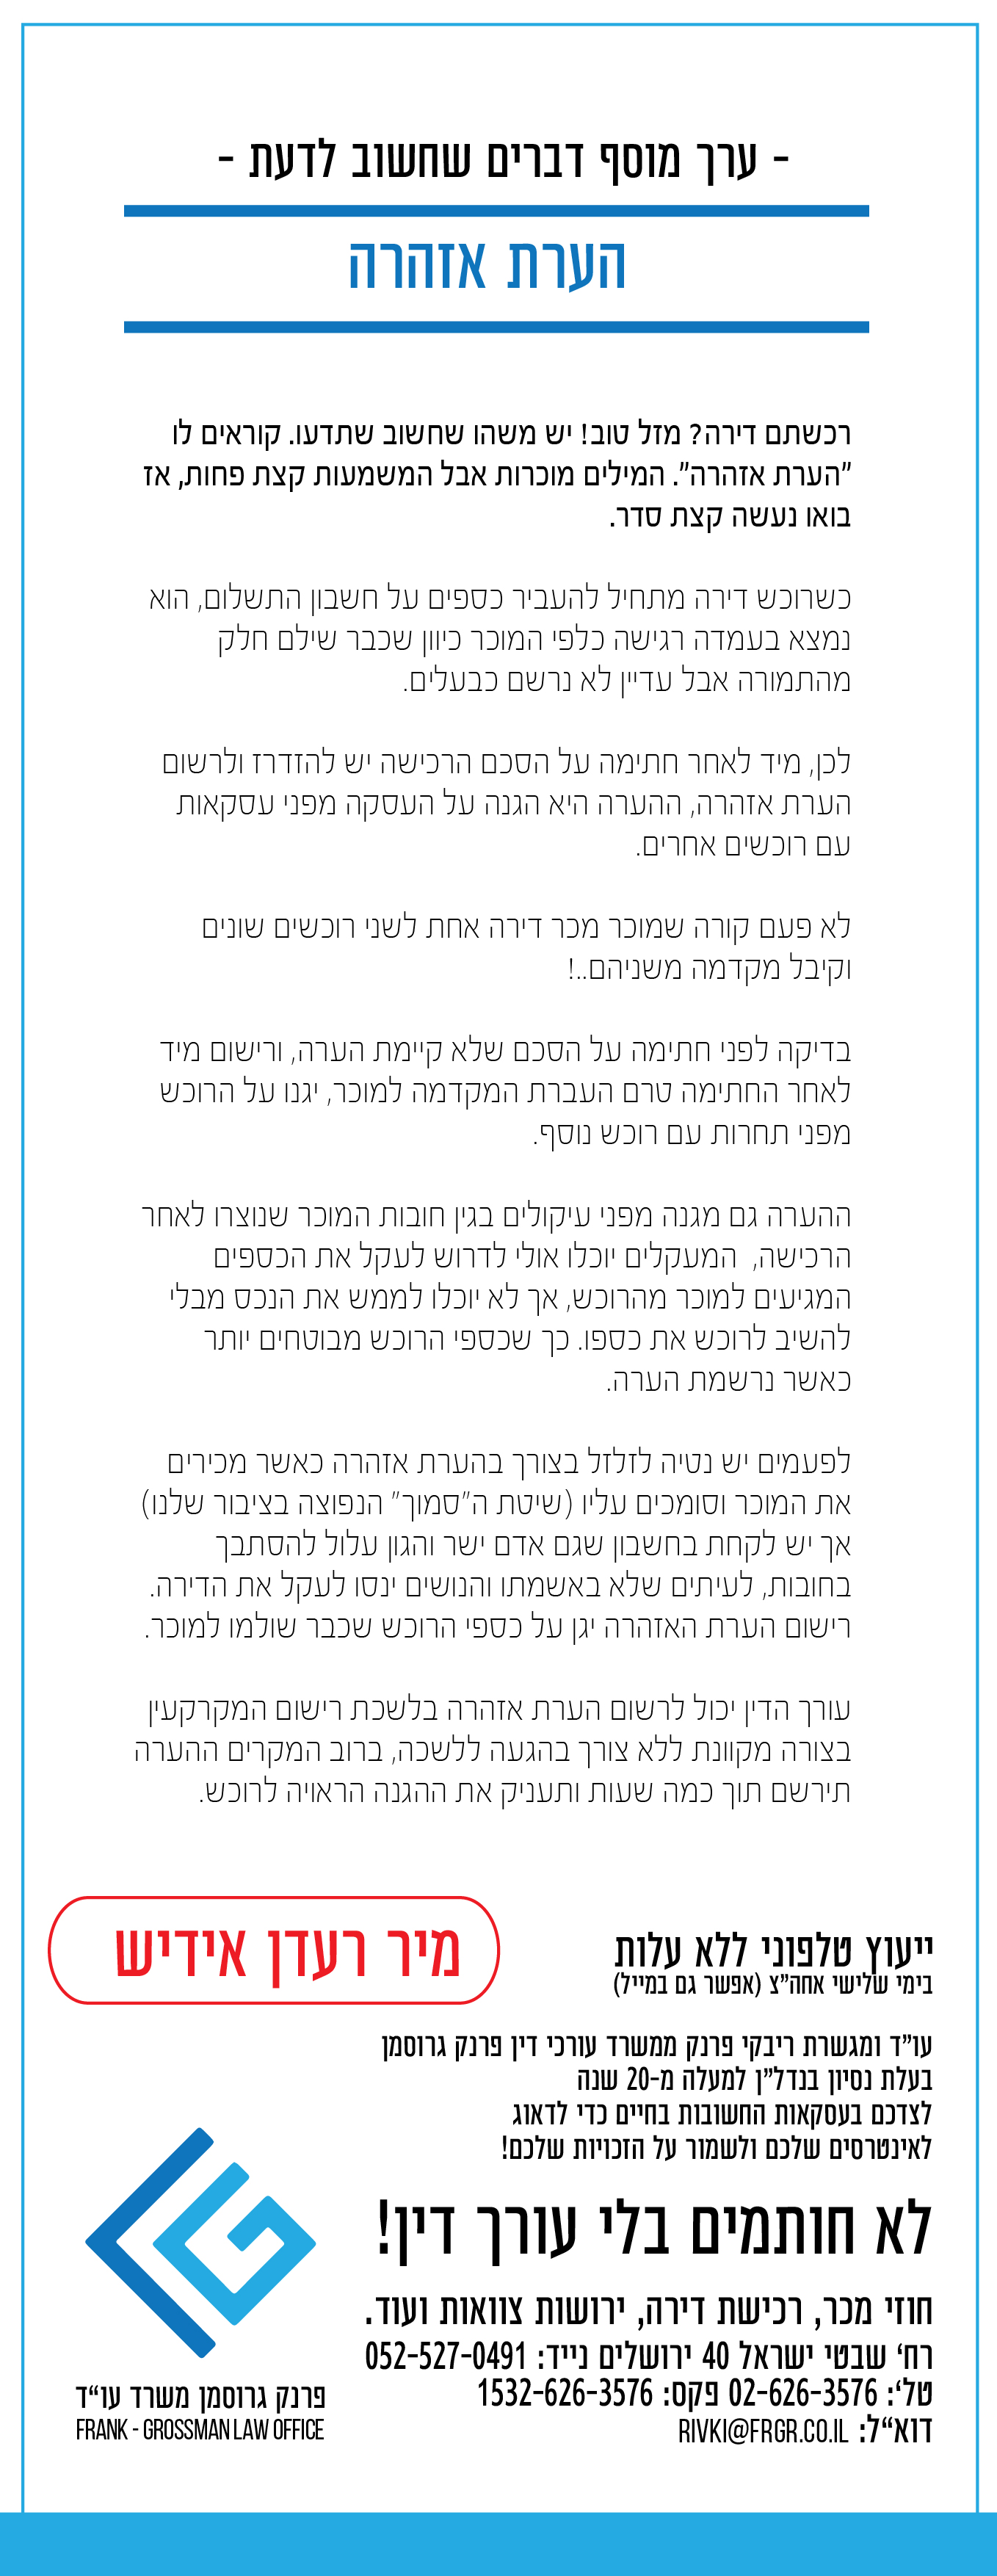 - ערך מוסף דברים שחשוב לדעת -
הערת אזהרה
רכשתם דירה? מזל טוב! יש משהו שחשוב שתדעו. קוראים לו
"הערת אזהרה". המילים מוכרות אבל המשמעות קצת פחות, אז
בואו נעשה קצת סדר.
כשרוכש דירה מתחיל להעביר כספים על חשבון התשלום, הוא
נמצא בעמדה רגישה כלפי המוכר כיוון שכבר שילם חלק
מהתמורה אבל עדיין לא נרשם כבעלים.
לכן, מיד לאחר חתימה על הסכם הרכישה יש להזדרז ולרשום
הערת אזהרה, ההערה היא הגנה על העסקה מפני עסקאות
עם רוכשים אחרים.
לא פעם קורה שמוכר מכר דירה אחת לשני רוכשים שונים
וקיבל מקדמה משניהם..!
בדיקה לפני חתימה על הסכם שלא קיימת הערה, ורישום מיד
לאחר החתימה טרם העברת המקדמה למוכר, יגנו על הרוכש
מפני תחרות עם רוכש נוסף.
ההערה גם מגנה מפני עיקולים בגין חובות המוכר שנוצרו לאחר
הרכישה,  המעקלים יוכלו אולי לדרוש לעקל את הכספים
המגיעים למוכר מהרוכש, אך לא יוכלו לממש את הנכס מבלי
להשיב לרוכש את כספו. כך שכספי הרוכש מבוטחים יותר
כאשר נרשמת הערה.
לפעמים יש נטיה לזלזל בצורך בהערת אזהרה כאשר מכירים
את המוכר וסומכים עליו (שיטת ה"סמוך" הנפוצה בציבור שלנו)
אך יש לקחת בחשבון שגם אדם ישר והגון עלול להסתבך
בחובות, לעיתים שלא באשמתו והנושים ינסו לעקל את הדירה.
רישום הערת האזהרה יגן על כספי הרוכש שכבר שולמו למוכר.
עורך הדין יכול לרשום הערת אזהרה בלשכת רישום המקרקעין
בצורה מקוונת ללא צורך בהגעה ללשכה, ברוב המקרים ההערה
תירשם תוך כמה שעות ותעניק את ההגנה הראויה לרוכש.
ייעוץ טלפוני ללא עלות
בימי שלישי אחה"צ (אפשר גם במייל)
מיר רעדן אידיש
עו"ד ומגשרת ריבקי פרנק ממשרד עורכי דין פרנק גרוסמן
בעלת נסיון בנדל"ן למעלה מ-20 שנה
לצדכם בעסקאות החשובות בחיים כדי לדאוג
לאינטרסים שלכם ולשמור על הזכויות שלכם!
לא חותמים בלי עורך דין!
חוזי מכר, רכישת דירה, ירושות צוואות ועוד.
רח' שבטי ישראל 40 ירושלים נייד: 052-527-0491
טל': 02-626-3576 פקס: 1532-626-3576
דוא"ל: RIVKI@FRGR.CO.IL
פרנק גרוסמן משרד עו"ד
FRANK - GROSSMAN LAW OFFICE